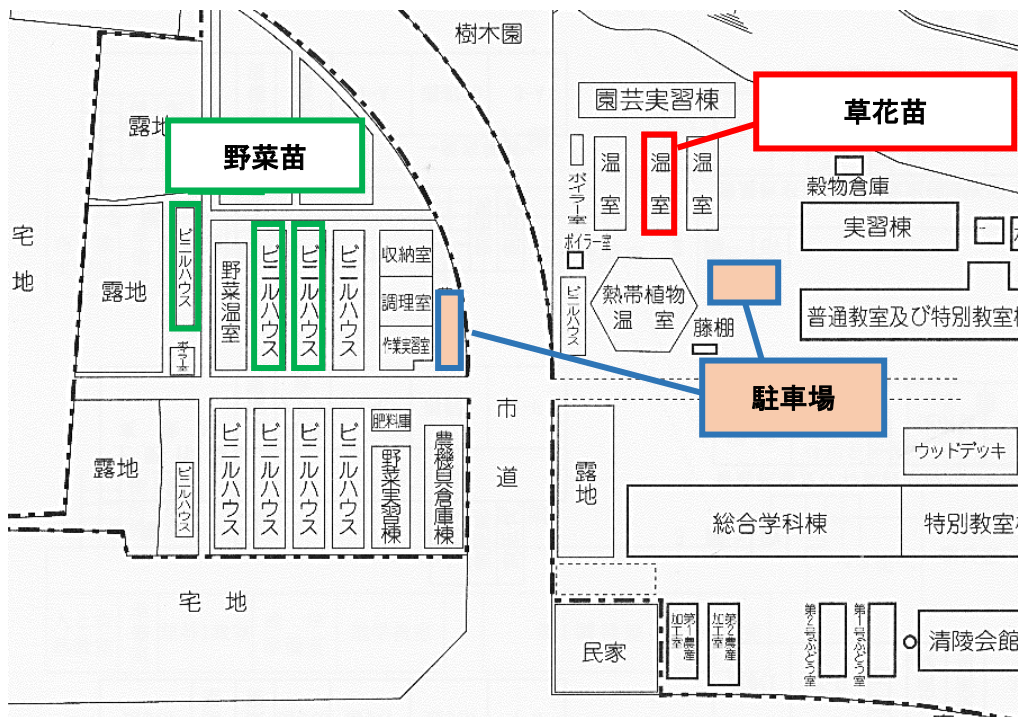 樹木園
園芸実習棟
草花苗
露地
野菜苗
ボイラー室
温室
温室
温室
穀物倉庫
実習棟
宅地
露地
ビニルハウス
野菜温室
ビニルハウス
ビニルハウス
ビニルハウス
収納室
調理室
作業実習室
ボイラー室
ビニルハウス
熱帯植物
温室
藤棚
普通教室及び特別教室
ボイラー室
駐車場
市道
露地
ビニルハウス
ビニルハウス
ビニルハウス
ビニルハウス
ビニルハウス
肥料庫
野菜実習棟
農機具倉庫棟
露地
ウッドデッキ
総合学科棟
特別教室
宅地
民家
第1農産
加工室
第2農産
加工室
第2号ぶどう室
第1号ぶどう室
清陵会館